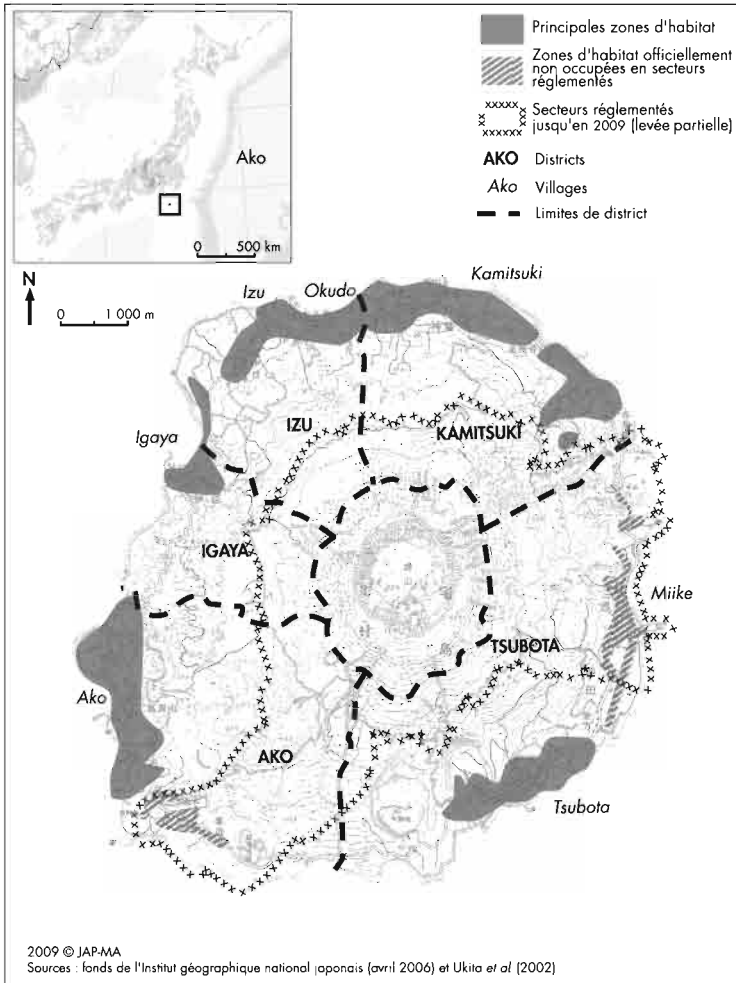 Ako
0 500 km
Principales zones d'habitat
Zones d'habitat officiellement
non occupées en secteurs
réglementés
Secteurs réglementés
jusqu'en 2009 (levée partielle)
AKO Districts
Ako Villages
Limites de district
N
0 1 000 m
Izu
Okudo
Kamitsuki
IZU
KAMITSUKI
Igaya
IGAYA
Miike
TSUBOTA
Ako
AKO
Tsubota
2009 © JAP-MA
Sources : fonds de l'Institut géographique national japonais (avril 2006) et Ukita et al (2002)